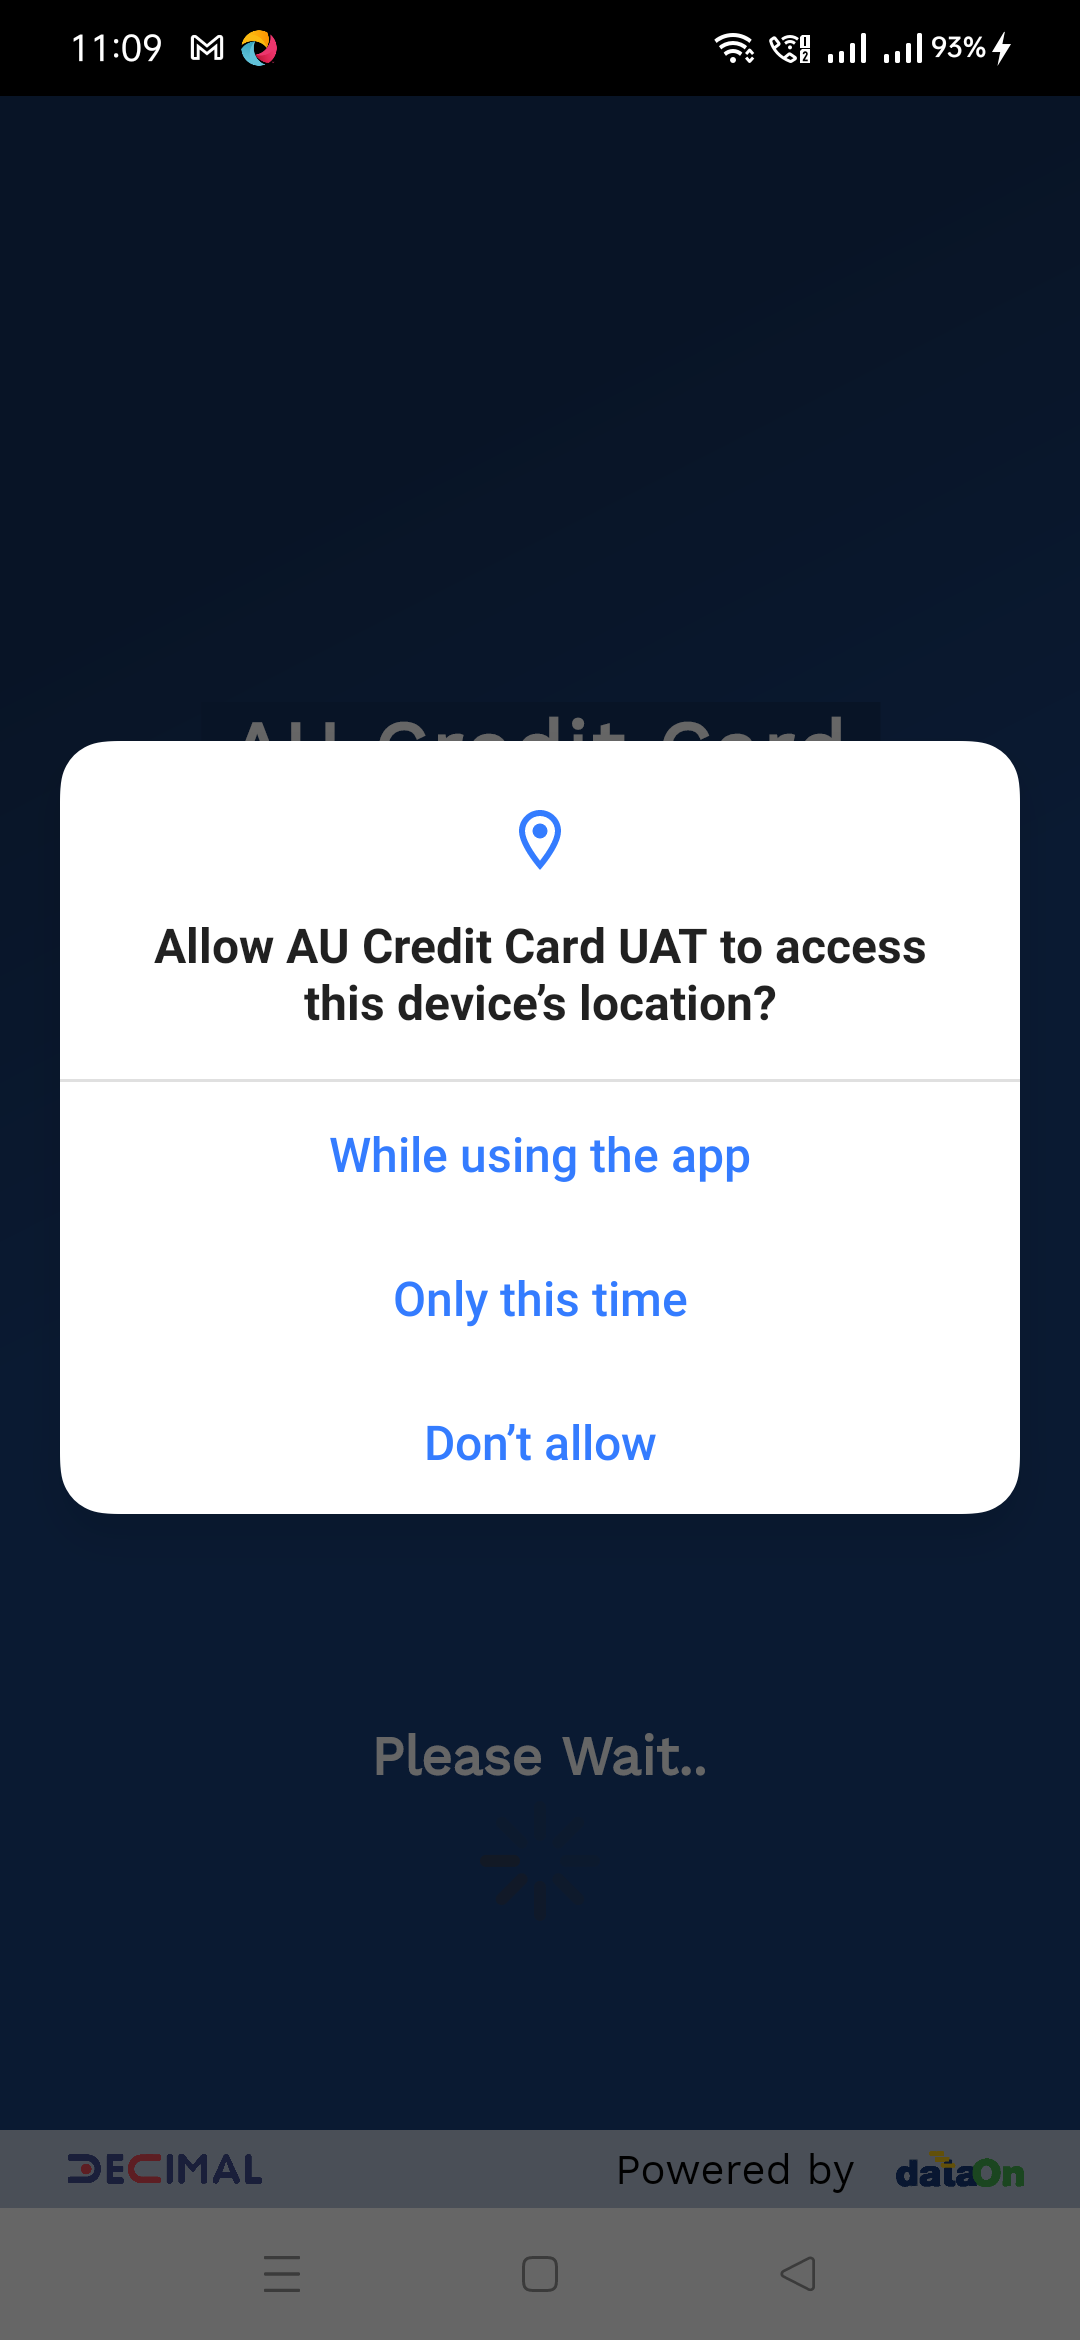 11:09 93%
AU Credit Card
Allow AU Credit Card UAT to access
this device’s location?
While using the app
Only this time
Don’t allow
Please Wait..
DECIMAL Powered by dataOn